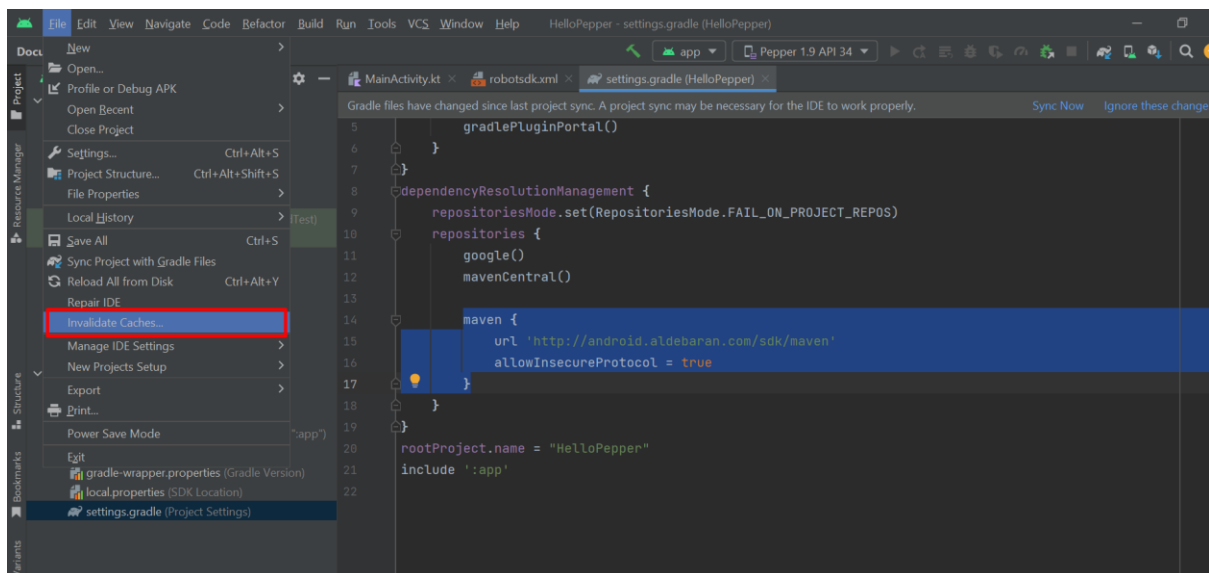 File Edit View Navigate Code Refactor Build Run Tools VCS Window Help HelloPepper - settings.gradle (HelloPepper)
Docu
app
Pepper 1.9 API 34
New
Open...
Profile or Debug APK
Open Recent
Close Project
Settings... Ctrl+Alt+S
Project Structure... Ctrl+Alt+Shift+S
File Properties
Local History
Save All Ctrl+S
Sync Project with Gradle Files
Reload All from Disk Ctrl+Alt+Y
Repair IDE
Invalidate Caches...
Manage IDE Settings
New Projects Setup
Export
Print...
Power Save Mode
Exit
Test)
":app")
gradle-wrapper.properties (Gradle Version)
local.properties (SDK Location)
settings.gradle (Project Settings)
Project
Resource Manager
Structure
Bookmarks
Variants
MainActivity.kt
robotsdk.xml
settings.gradle (HelloPepper)
Gradle files have changed since last project sync. A project sync may be necessary for the IDE to work properly. Sync Now Ignore these change
5 gradlePluginPortal()
6 }
7 }
8 dependencyResolutionManagement {
9 repositoriesMode.set(RepositoriesMode.FAIL_ON_PROJECT_REPOS)
10 repositories {
11 google()
12 mavenCentral()
13
14 maven {
15 url 'http://android.aldebaran.com/sdk/maven'
16 allowInsecureProtocol = true
17 }
18 }
19 }
20 rootProject.name = "HelloPepper"
21 include ':app'
22